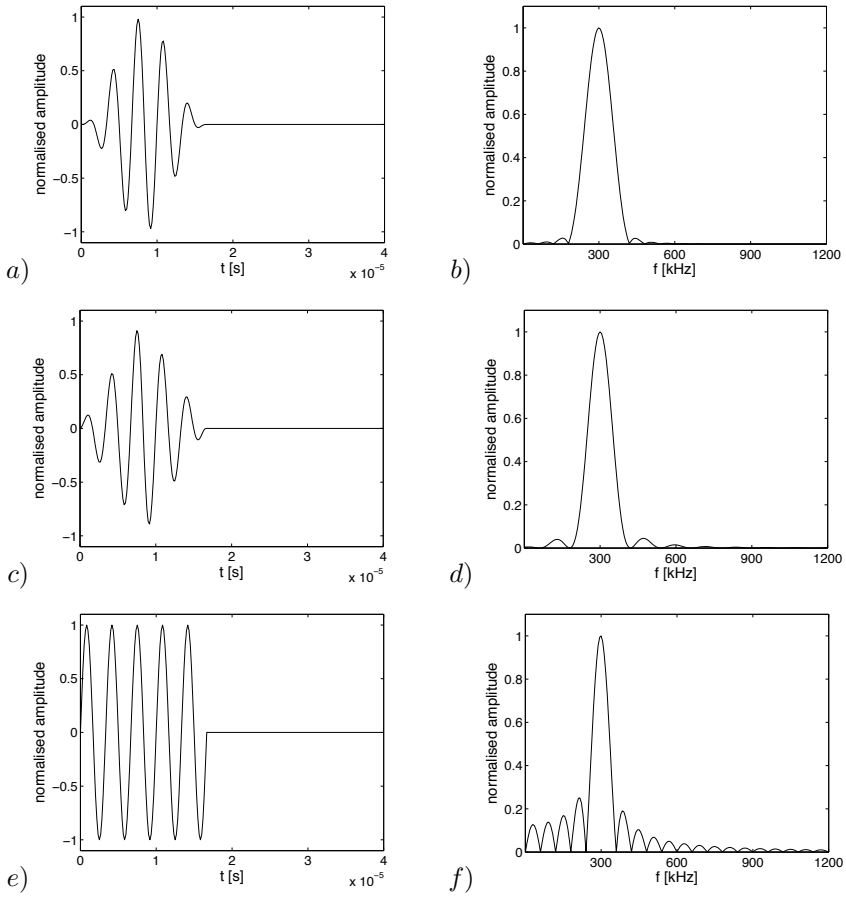 normalised amplitude
1
0.5
0
−0.5
−1
0 1 2 3 4
t [s]
x 10⁻⁵
a)
normalised amplitude
1
0.8
0.6
0.4
0.2
0
300 600 900 1200
f [kHz]
b)
normalised amplitude
1
0.5
0
−0.5
−1
0 1 2 3 4
t [s]
x 10⁻⁵
c)
normalised amplitude
1
0.8
0.6
0.4
0.2
0
300 600 900 1200
f [kHz]
d)
normalised amplitude
1
0.5
0
−0.5
−1
0 1 2 3 4
t [s]
x 10⁻⁵
e)
normalised amplitude
1
0.8
0.6
0.4
0.2
0
300 600 900 1200
f [kHz]
f)